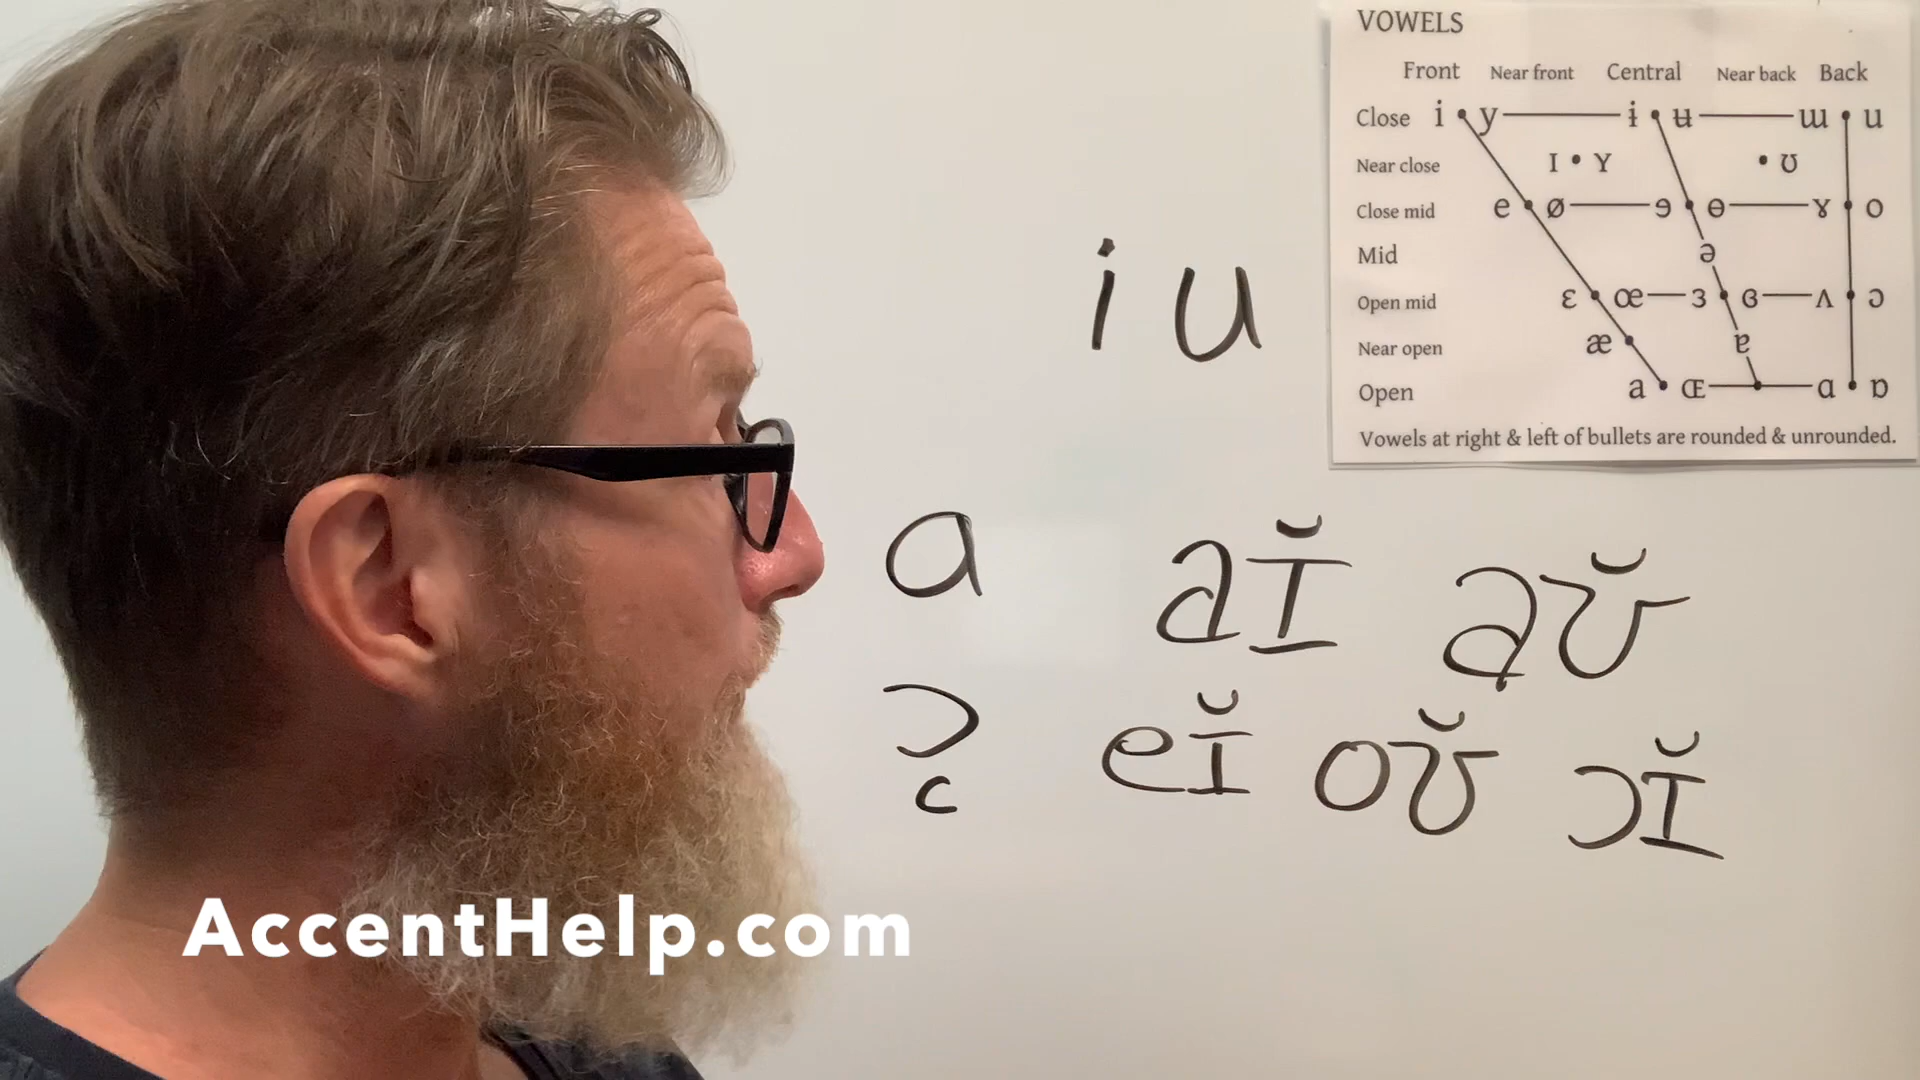 VOWELS
Front Near front Central Near back Back
Close i • y ɨ • ʉ ɯ • u
Near close ɪ • ʏ • ʊ
Close mid e • ø ɘ • ɵ ɤ • o
Mid ə
Open mid ɛ • œ ɜ • ɞ ʌ • ɔ
Near open æ • ɐ
Open a • ɶ • ɑ • ɒ
Vowels at right & left of bullets are rounded & unrounded.
i u
ɑ aɪ̆ aʊ̆
ɔ̜ eɪ̆ oʊ̆ ɔɪ̆
AccentHelp.com